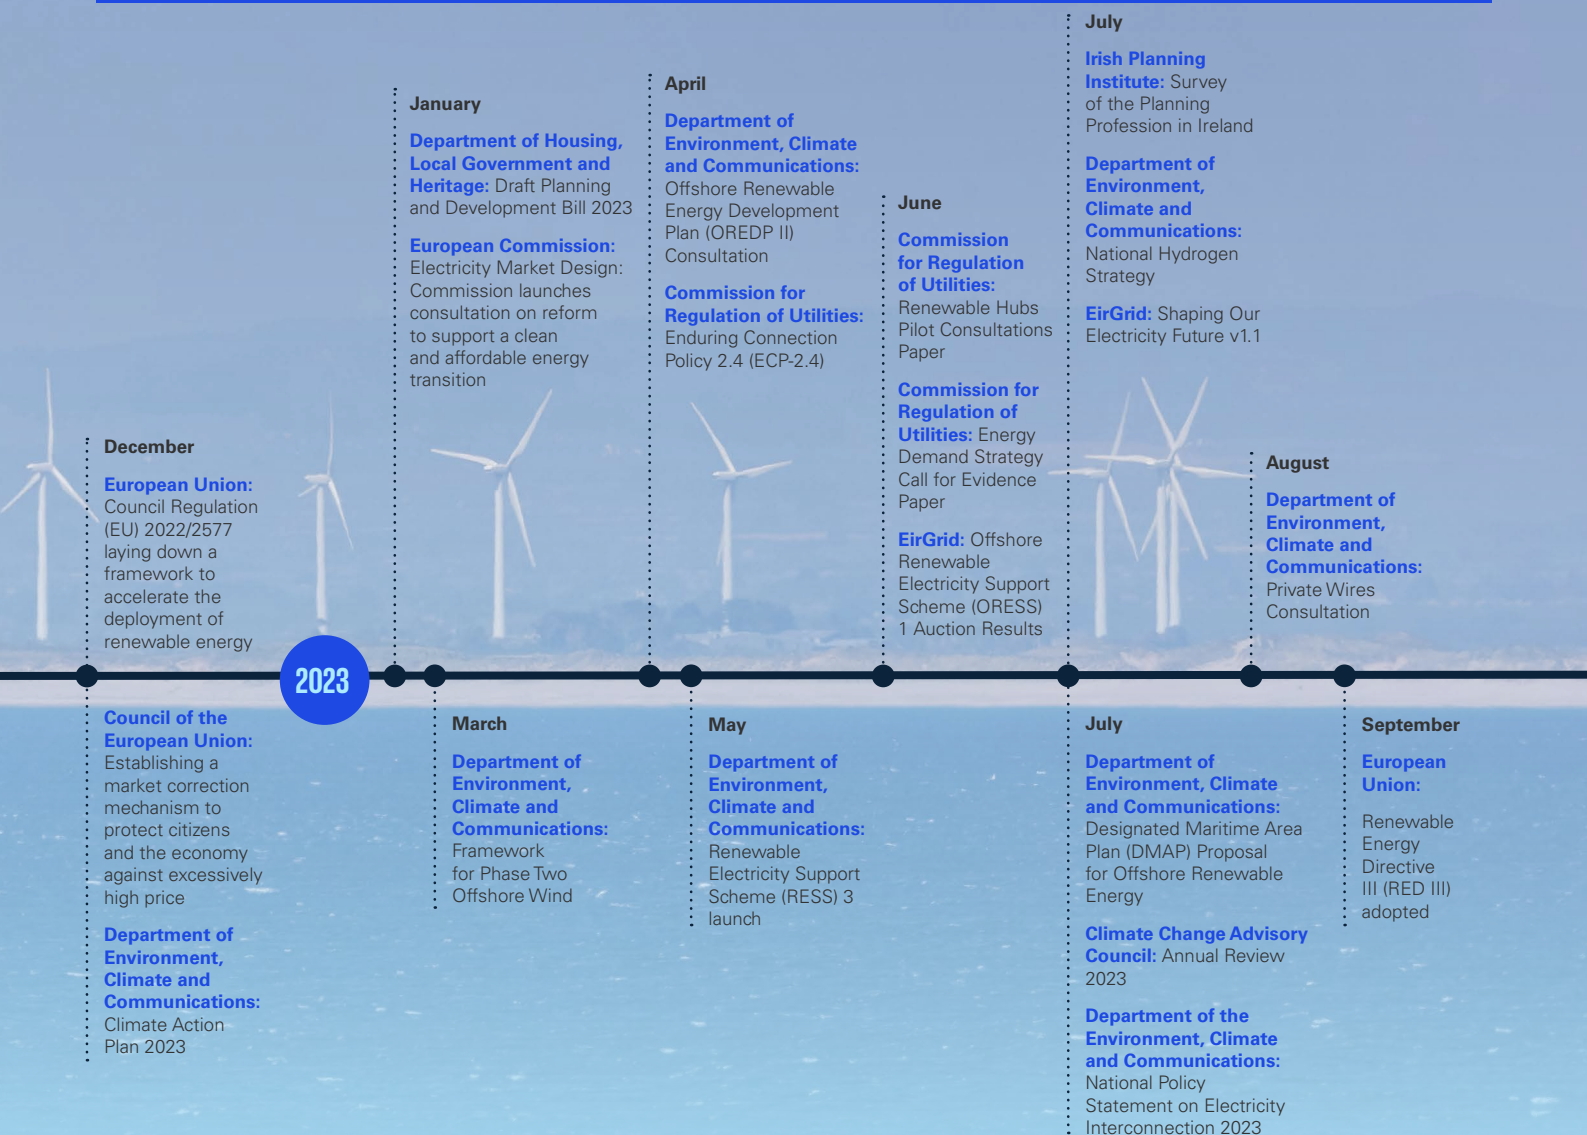 December
European Union:
Council Regulation
(EU) 2022/2577
laying down a
framework to
accelerate the
deployment of
renewable energy
Council of the
European Union:
Establishing a
market correction
mechanism to
protect citizens
and the economy
against excessively
high price
Department of
Environment,
Climate and
Communications:
Climate Action
Plan 2023
2023
January
Department of Housing,
Local Government and
Heritage: Draft Planning
and Development Bill 2023
European Commission:
Electricity Market Design:
Commission launches
consultation on reform
to support a clean
and affordable energy
transition
March
Department of
Environment,
Climate and
Communications:
Framework
for Phase Two
Offshore Wind
April
Department of
Environment, Climate
and Communications:
Offshore Renewable
Energy Development
Plan (OREDP II)
Consultation
Commission for
Regulation of Utilities:
Enduring Connection
Policy 2.4 (ECP-2.4)
May
Department of
Environment,
Climate and
Communications:
Renewable
Electricity Support
Scheme (RESS) 3
launch
June
Commission
for Regulation
of Utilities:
Renewable Hubs
Pilot Consultations
Paper
Commission for
Regulation of
Utilities: Energy
Demand Strategy
Call for Evidence
Paper
EirGrid: Offshore
Renewable
Electricity Support
Scheme (ORESS)
1 Auction Results
July
Irish Planning
Institute: Survey
of the Planning
Profession in Ireland
Department of
Environment,
Climate and
Communications:
National Hydrogen
Strategy
EirGrid: Shaping Our
Electricity Future v1.1
July
Department of
Environment, Climate
and Communications:
Designated Maritime Area
Plan (DMAP) Proposal
for Offshore Renewable
Energy
Climate Change Advisory
Council: Annual Review
2023
Department of the
Environment, Climate
and Communications:
National Policy
Statement on Electricity
Interconnection 2023
August
Department of
Environment,
Climate and
Communications:
Private Wires
Consultation
September
European
Union:
Renewable
Energy
Directive
III (RED III)
adopted